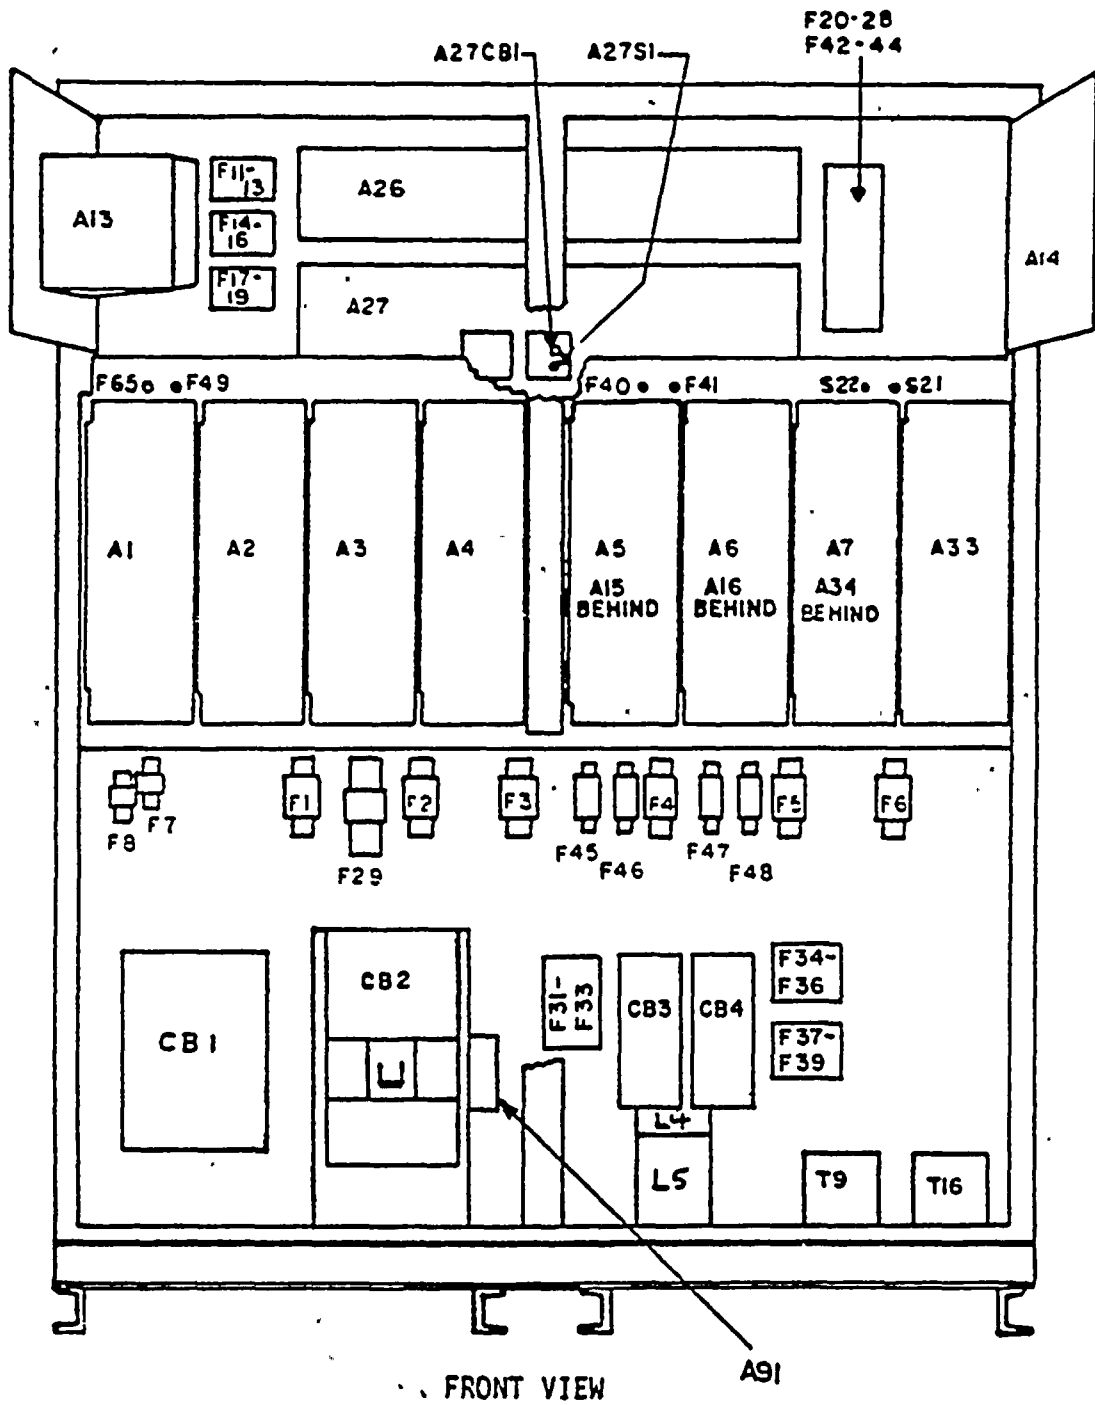 F20-28
F42-44
A27CB1
A27S1
A13
F11-
13
F14-
16
F17-
19
A26
A27
A14
F65
F49
F40
F41
S22
S21
A1
A2
A3
A4
A5
A15
BEHIND
A6
A16
BEHIND
A7
A34
BEHIND
A33
F8
F7
F1
F29
F2
F3
F45
F46
F4
F47
F48
F5
F6
CB1
CB2
F31-
F33
CB3
CB4
F34-
F36
F37-
F39
L4
L5
T9
T16
A91
FRONT VIEW